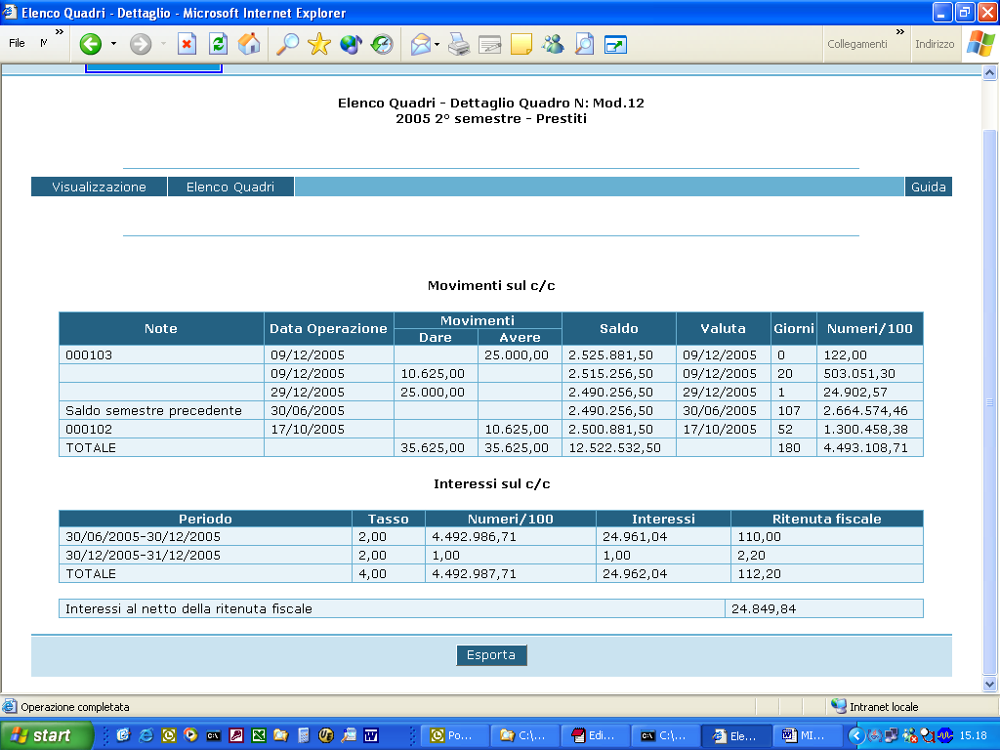 Elenco Quadri - Dettaglio - Microsoft Internet Explorer
File M » Collegamenti » Indirizzo
Elenco Quadri - Dettaglio Quadro N: Mod.12
2005 2° semestre - Prestiti
Visualizzazione Elenco Quadri Guida
Movimenti sul c/c
Note Data Operazione Movimenti Saldo Valuta Giorni Numeri/100
Dare Avere
000103 09/12/2005 25.000,00 2.525.881,50 09/12/2005 0 122,00
09/12/2005 10.625,00 2.515.256,50 09/12/2005 20 503.051,30
29/12/2005 25.000,00 2.490.256,50 29/12/2005 1 24.902,57
Saldo semestre precedente 30/06/2005 2.490.256,50 30/06/2005 107 2.664.574,46
000102 17/10/2005 10.625,00 2.500.881,50 17/10/2005 52 1.300.458,38
TOTALE 35.625,00 35.625,00 12.522.532,50 180 4.493.108,71
Interessi sul c/c
Periodo Tasso Numeri/100 Interessi Ritenuta fiscale
30/06/2005-30/12/2005 2,00 4.492.986,71 24.961,04 110,00
30/12/2005-31/12/2005 2,00 1,00 1,00 2,20
TOTALE 4,00 4.492.987,71 24.962,04 112,20
Interessi al netto della ritenuta fiscale 24.849,84
Esporta
Operazione completata Intranet locale
start Po... C:\... Edi... C:\... Ele... MI... 15.18